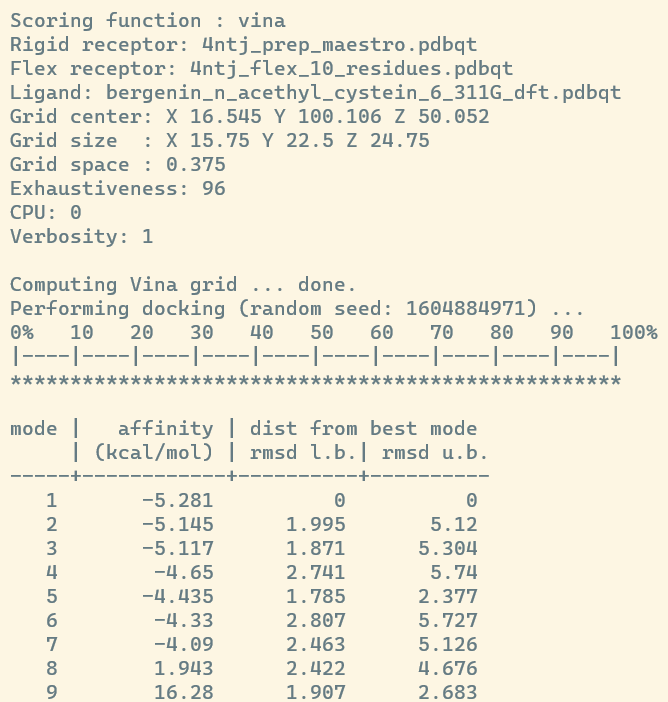 Scoring function : vina
Rigid receptor: 4ntj_prep_maestro.pdbqt
Flex receptor: 4ntj_flex_10_residues.pdbqt
Ligand: bergenin_n_acethyl_cystein_6_311G_dft.pdbqt
Grid center: X 16.545 Y 100.106 Z 50.052
Grid size  : X 15.75 Y 22.5 Z 24.75
Grid space : 0.375
Exhaustiveness: 96
CPU: 0
Verbosity: 1

Computing Vina grid ... done.
Performing docking (random seed: 1604884971) ...
0%   10   20   30   40   50   60   70   80   90   100%
|----|----|----|----|----|----|----|----|----|----|
***************************************************

mode |   affinity | dist from best mode
     | (kcal/mol) | rmsd l.b.| rmsd u.b.
-----+------------+----------+----------
   1       -5.281          0          0
   2       -5.145      1.995       5.12
   3       -5.117      1.871      5.304
   4        -4.65      2.741       5.74
   5       -4.435      1.785      2.377
   6        -4.33      2.807      5.727
   7        -4.09      2.463      5.126
   8        1.943      2.422      4.676
   9        16.28      1.907      2.683